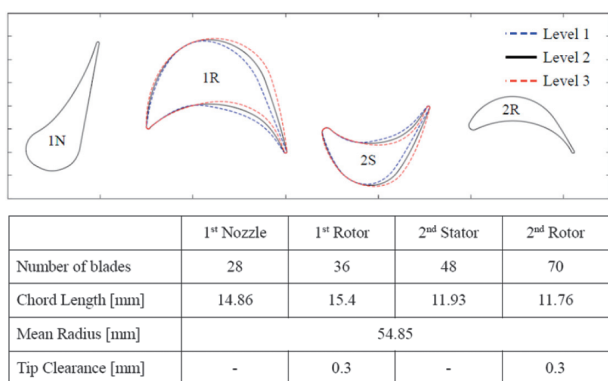 Level 1
Level 2
Level 3
1N
1R
2S
2R
1st Nozzle 1st Rotor 2nd Stator 2nd Rotor
Number of blades 28 36 48 70
Chord Length [mm] 14.86 15.4 11.93 11.76
Mean Radius [mm] 54.85
Tip Clearance [mm] - 0.3 - 0.3